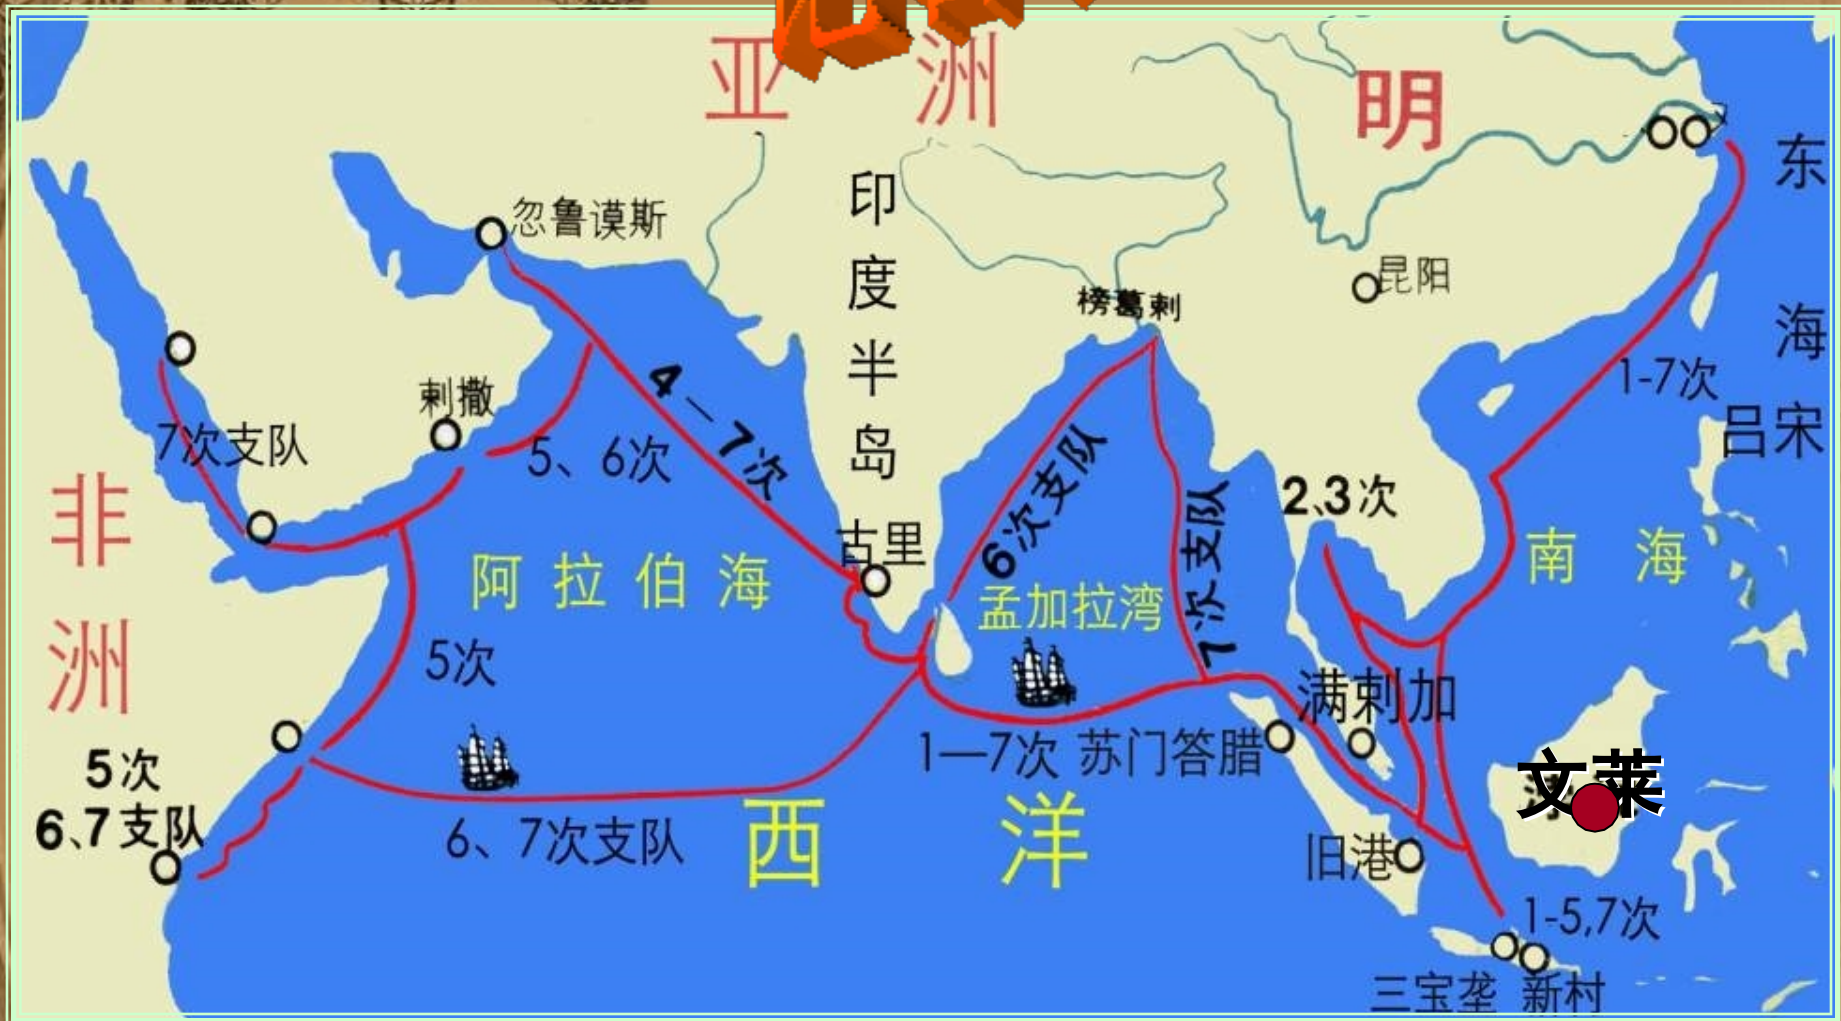 亚 洲
明
东海
印度半岛
忽鲁谟斯
昆阳
榜葛剌
剌撒
7次支队
5、6次
4—7次
1-7次
吕宋
非洲
阿拉伯海
古里
6次支队
孟加拉湾
7次支队
2、3次
南 海
5次
满剌加
1—7次
苏门答腊
5次
6、7支队
6、7次支队
西 洋
文莱
旧港
1-5,7次
三宝垄 新村